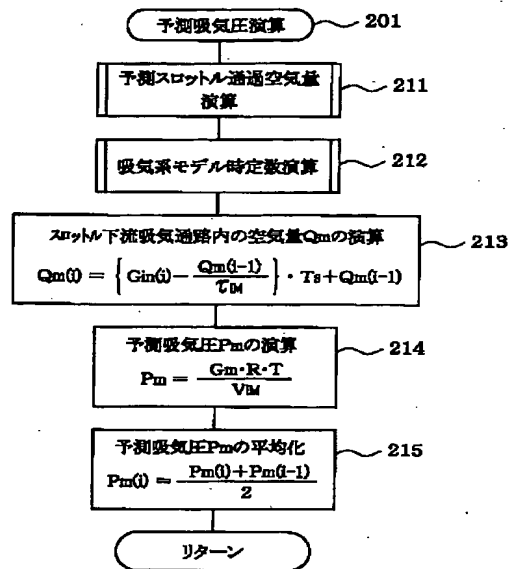 予測吸気圧演算 201
予測スロットル通過空気量
演算
211
吸気系モデル時定数演算 212
スロットル下流吸気通路内の空気量Qmの演算
Qm(i) = { Gin(i) − Qm(i-1) / τIM } ・ Ts + Qm(i-1)
213
予測吸気圧Pmの演算
Pm = Gm・R・T / VIM
214
予測吸気圧Pmの平均化
Pm(i) = Pm(i)+Pm(i-1) / 2
215
リターン